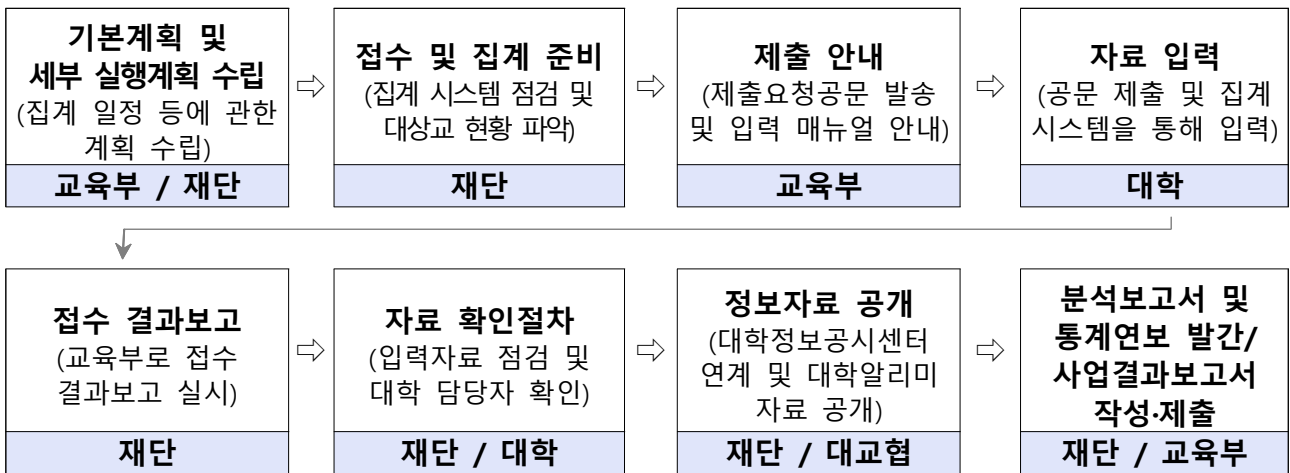 기본계획 및
세부 실행계획 수립
(집계 일정 등에 관한
계획 수립)
교육부 / 재단
접수 및 집계 준비
(집계 시스템 점검 및
대상교 현황 파악)
재단
제출 안내
(제출요청공문 발송
및 입력 매뉴얼 안내)
교육부
자료 입력
(공문 제출 및 집계
시스템을 통해 입력)
대학
접수 결과보고
(교육부로 접수
결과보고 실시)
재단
자료 확인절차
(입력자료 점검 및
대학 담당자 확인)
재단 / 대학
정보자료 공개
(대학정보공시센터
연계 및 대학알리미
자료 공개)
재단 / 대교협
분석보고서 및
통계연보 발간/
사업결과보고서
작성·제출
재단 / 교육부